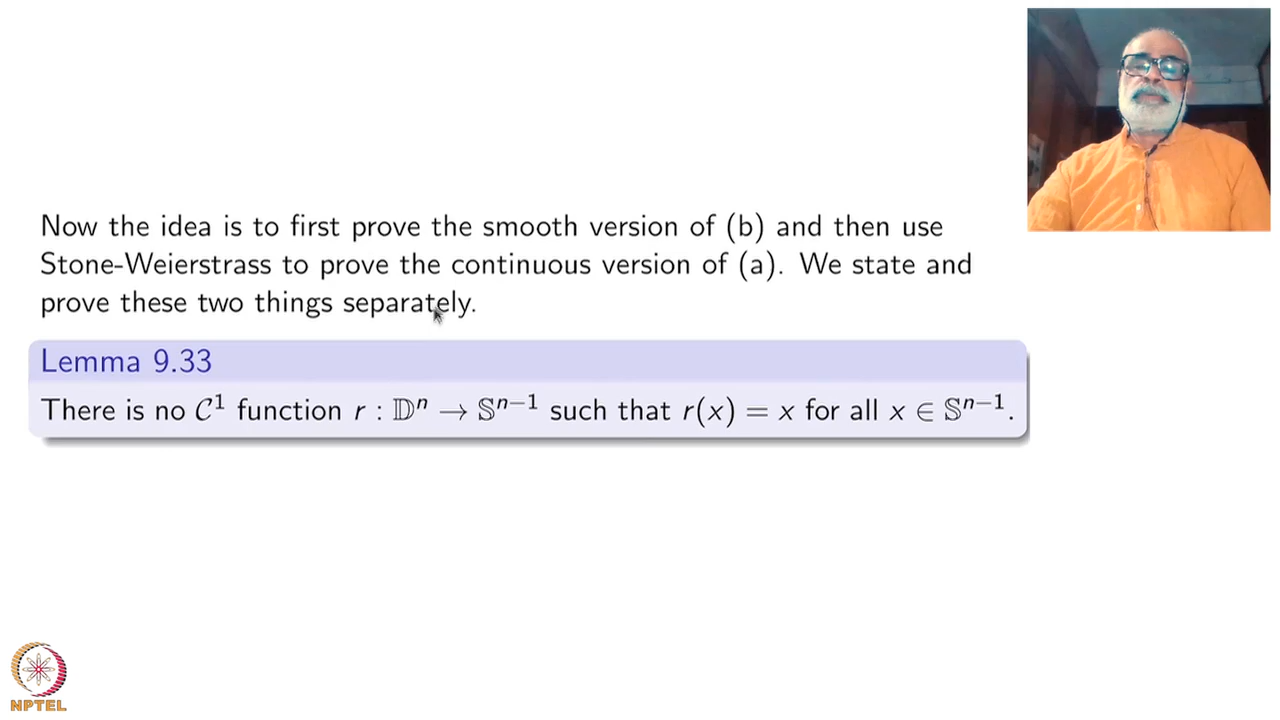 Now the idea is to first prove the smooth version of (b) and then use
Stone-Weierstrass to prove the continuous version of (a). We state and
prove these two things separately.
Lemma 9.33
There is no 𝒞¹ function r : 𝔻ⁿ → 𝕊ⁿ⁻¹ such that r(x) = x for all x ∈ 𝕊ⁿ⁻¹.
NPTEL